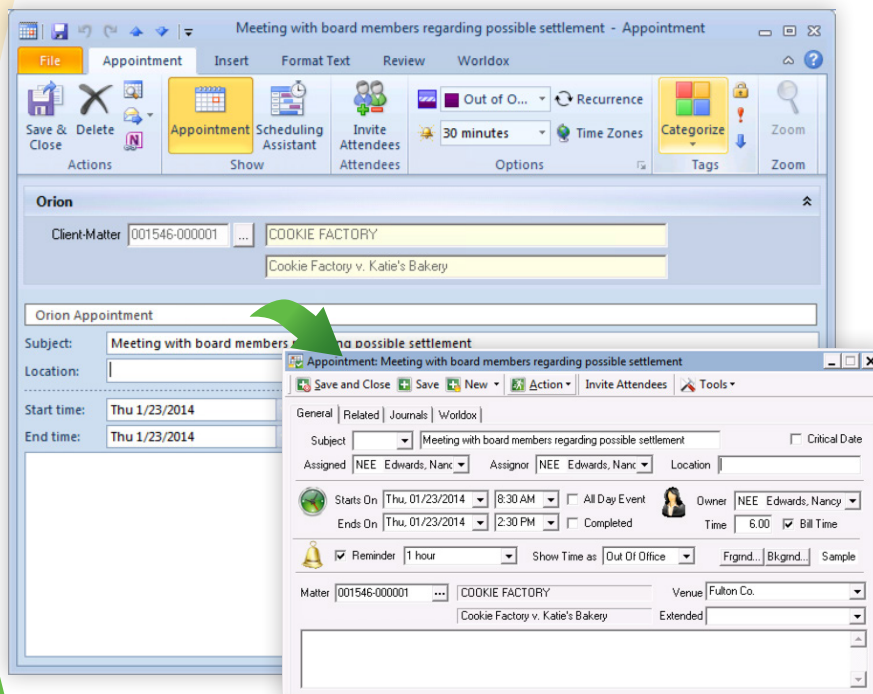 Meeting with board members regarding possible settlement - Appointment
File Appointment Insert Format Text Review Worldox
Save & Close Delete Appointment Scheduling Assistant Invite Attendees Out of O... Recurrence Categorize Zoom
30 minutes Time Zones
Actions Show Attendees Options Tags Zoom
Orion
Client-Matter 001546-000001 ... COOKIE FACTORY
Cookie Factory v. Katie's Bakery
Orion Appointment
Subject: Meeting with board members regarding possible settlement
Location:
Start time: Thu 1/23/2014
End time: Thu 1/23/2014
Appointment: Meeting with board members regarding possible settlement
Save and Close Save New Action Invite Attendees Tools
General Related Journals Worldox
Subject Meeting with board members regarding possible settlement Critical Date
Assigned NEE Edwards, Nanc Assignor NEE Edwards, Nanc Location
Starts On Thu, 01/23/2014 8:30 AM All Day Event Owner NEE Edwards, Nancy
Ends On Thu, 01/23/2014 2:30 PM Completed Time 6.00 Bill Time
Reminder 1 hour Show Time as Out Of Office Frgrnd... Bkgrnd... Sample
Matter 001546-000001 ... COOKIE FACTORY Venue Fulton Co.
Cookie Factory v. Katie's Bakery Extended